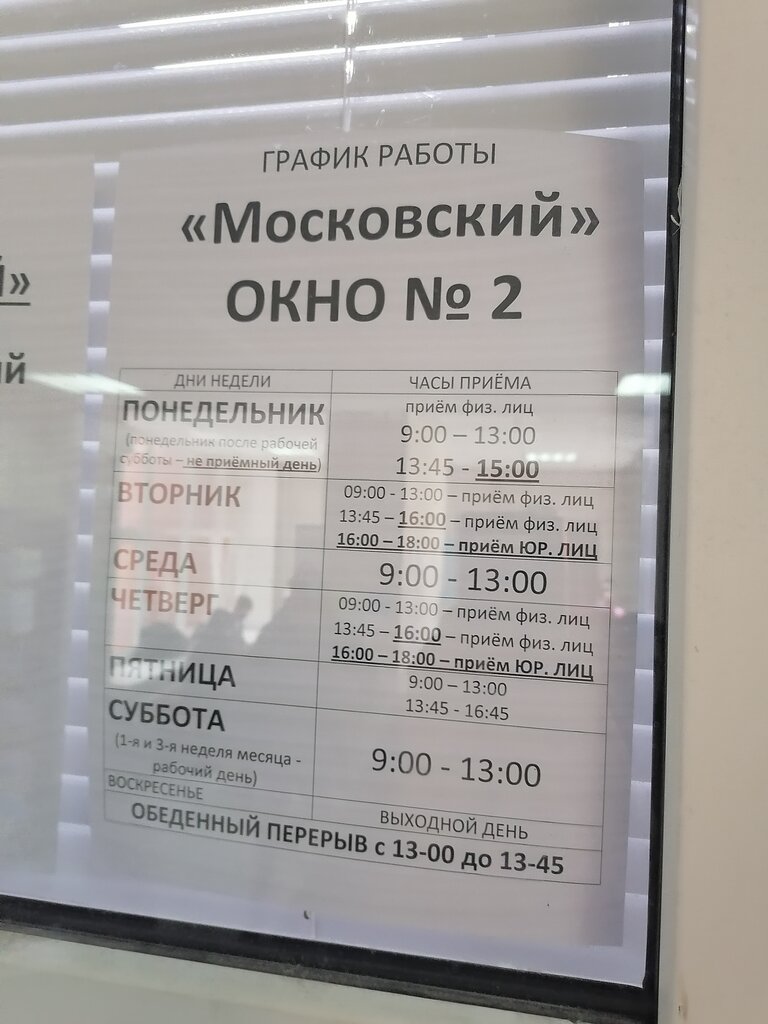 ГРАФИК РАБОТЫ
«Московский»
ОКНО № 2
й»
ий
ДНИ НЕДЕЛИ ЧАСЫ ПРИЁМА
ПОНЕДЕЛЬНИК
(понедельник после рабочей
субботы – не приёмный день)
приём физ. лиц
9:00 – 13:00
13:45 - 15:00
ВТОРНИК
09:00 - 13:00 – приём физ. лиц
13:45 – 16:00 – приём физ. лиц
16:00 – 18:00 – приём ЮР. ЛИЦ
СРЕДА
9:00 - 13:00
ЧЕТВЕРГ
09:00 - 13:00 – приём физ. лиц
13:45 – 16:00 – приём физ. лиц
16:00 – 18:00 – приём ЮР. ЛИЦ
ПЯТНИЦА
9:00 – 13:00
13:45 - 16:45
СУББОТА
(1-я и 3-я неделя месяца -
рабочий день)
9:00 - 13:00
ВОСКРЕСЕНЬЕ
ВЫХОДНОЙ ДЕНЬ
ОБЕДЕННЫЙ ПЕРЕРЫВ с 13-00 до 13-45